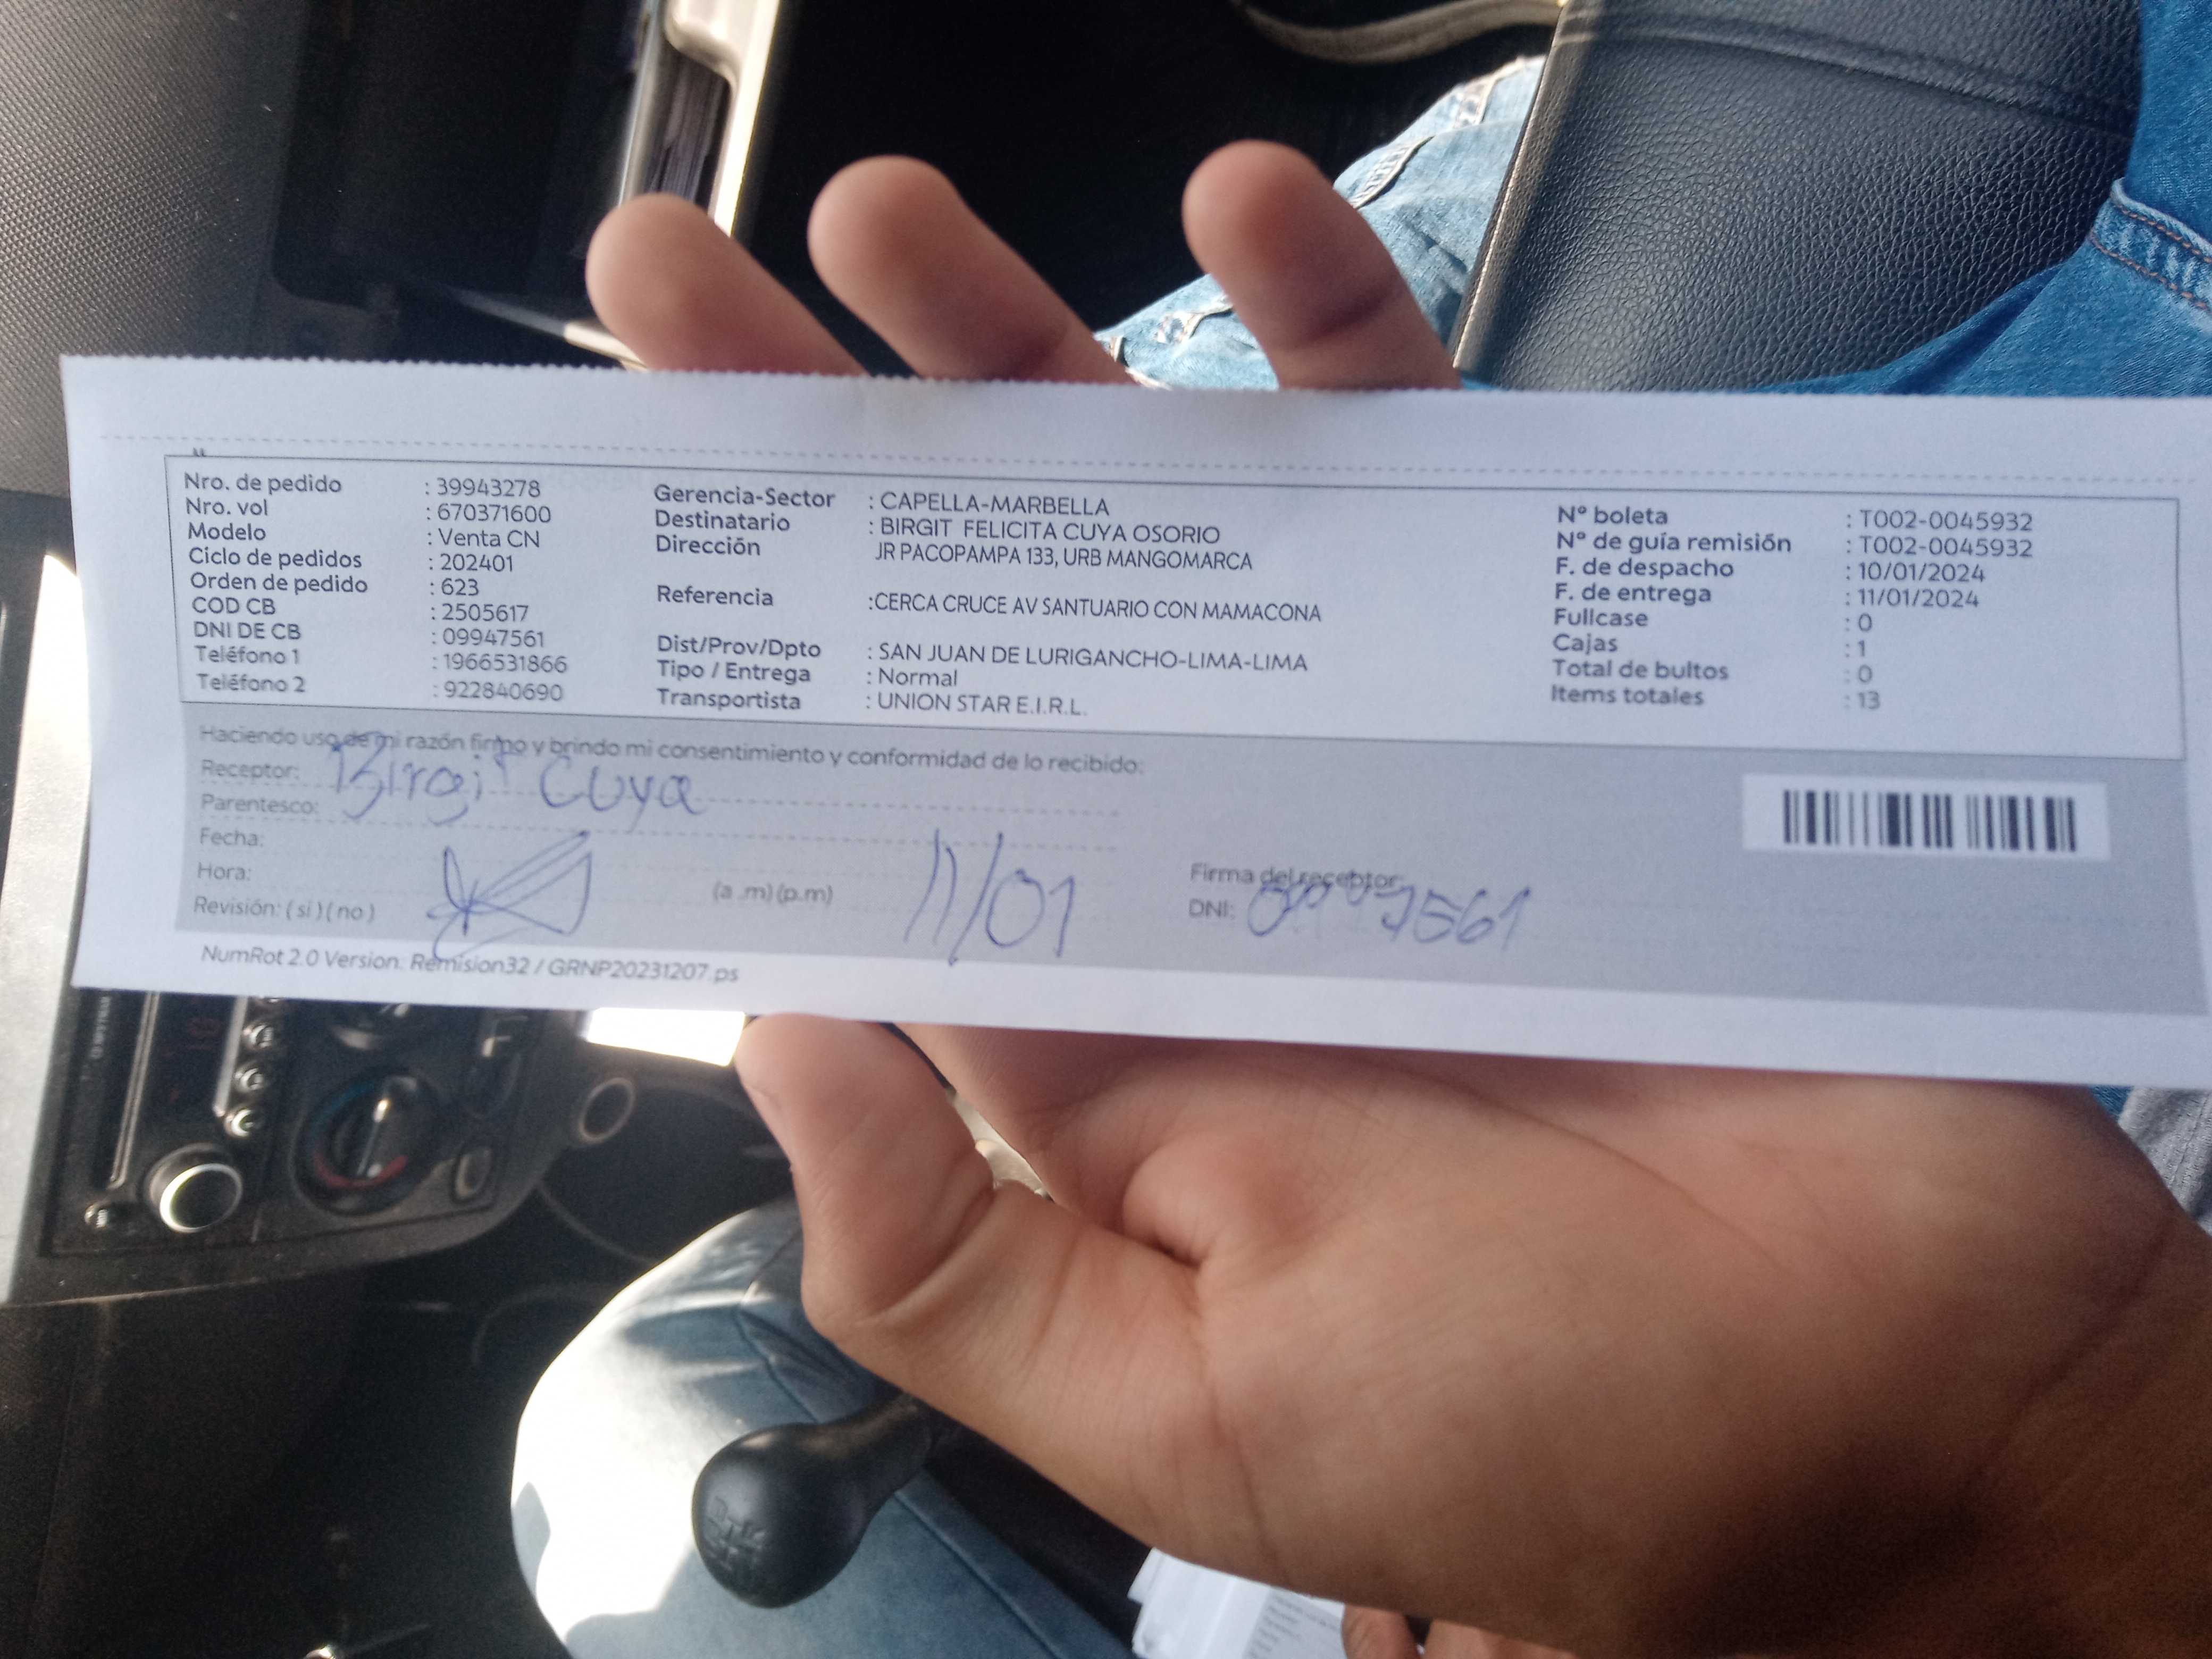 Nro. de pedido : 39943278
Nro. vol : 670371600
Modelo : Venta CN
Ciclo de pedidos : 202401
Orden de pedido : 623
COD CB : 2505617
DNI DE CB : 09947561
Teléfono 1 : 1966531866
Teléfono 2 : 922840690
Gerencia-Sector : CAPELLA-MARBELLA
Destinatario : BIRGIT FELICITA CUYA OSORIO
Dirección JR PACOPAMPA 133, URB MANGOMARCA
Referencia :CERCA CRUCE AV SANTUARIO CON MAMACONA
Dist/Prov/Dpto : SAN JUAN DE LURIGANCHO-LIMA-LIMA
Tipo / Entrega : Normal
Transportista : UNION STAR E.I.R.L.
Nº boleta : T002-0045932
Nº de guía remisión : T002-0045932
F. de despacho : 10/01/2024
F. de entrega : 11/01/2024
Fullcase : 0
Cajas : 1
Total de bultos : 0
Items totales : 13
Haciendo uso de mi razón firmo y brindo mi consentimiento y conformidad de lo recibido:
Receptor: Birgit Cuya
Parentesco:
Fecha:
Hora: (a .m) (p.m) 11/01
Revisión: ( si ) ( no )
Firma del receptor:
DNI:
NumRot 2.0 Version. Remision32 / GRNP20231207.ps